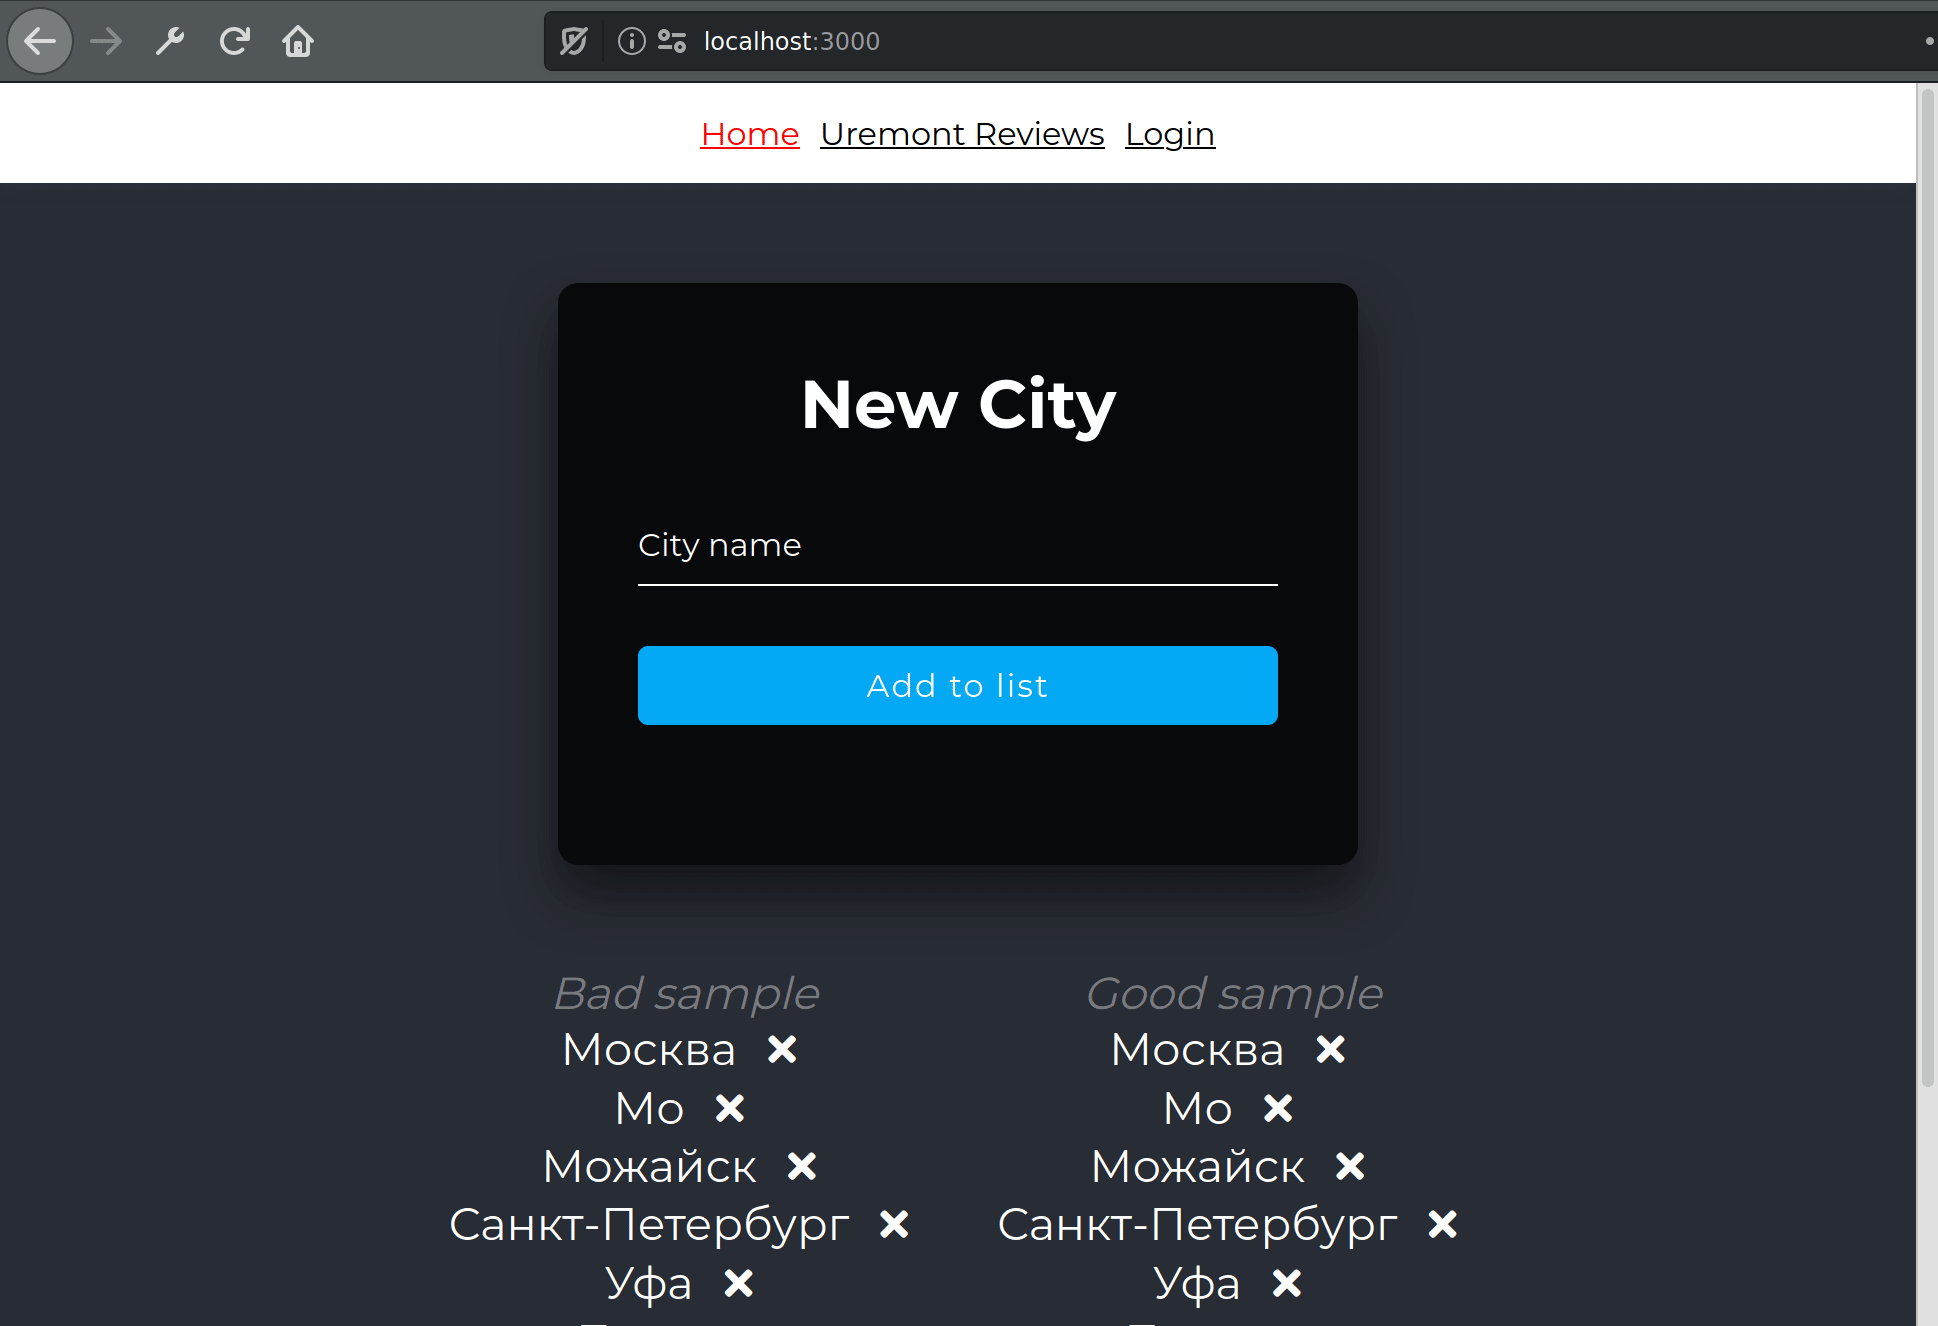 localhost:3000
Home Uremont Reviews Login
New City
City name
Add to list
Bad sample
Москва
Мо
Можайск
Санкт-Петербург
Уфа
Good sample
Москва
Мо
Можайск
Санкт-Петербург
Уфа